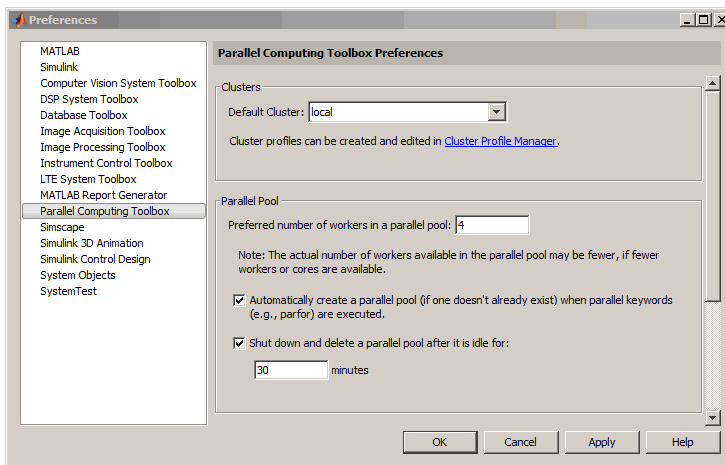 Preferences
MATLAB
Simulink
Computer Vision System Toolbox
DSP System Toolbox
Database Toolbox
Image Acquisition Toolbox
Image Processing Toolbox
Instrument Control Toolbox
LTE System Toolbox
MATLAB Report Generator
Parallel Computing Toolbox
Simscape
Simulink 3D Animation
Simulink Control Design
System Objects
SystemTest
Parallel Computing Toolbox Preferences
Clusters
Default Cluster: local
Cluster profiles can be created and edited in Cluster Profile Manager.
Parallel Pool
Preferred number of workers in a parallel pool: 4
Note: The actual number of workers available in the parallel pool may be fewer, if fewer
workers or cores are available.
Automatically create a parallel pool (if one doesn't already exist) when parallel keywords
(e.g., parfor) are executed.
Shut down and delete a parallel pool after it is idle for:
30 minutes
OK Cancel Apply Help